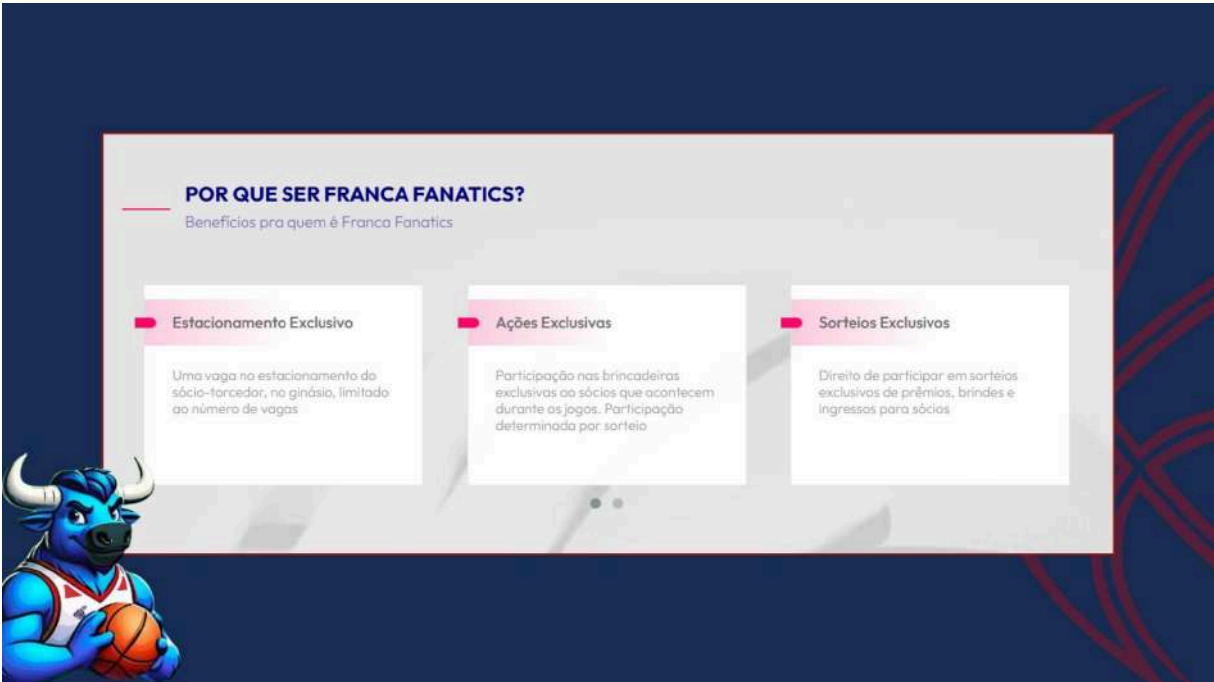 POR QUE SER FRANCA FANATICS?
Benefícios pra quem é Franca Fanatics
Estacionamento Exclusivo
Uma vaga no estacionamento do
sócio-torcedor, no ginásio, limitado
ao número de vagas
Ações Exclusivas
Participação nas brincadeiras
exclusivas ao sócios que acontecem
durante os jogos. Participação
determinada por sorteio
Sorteios Exclusivos
Direito de participar em sorteios
exclusivos de prêmios, brindes e
ingressos para sócios